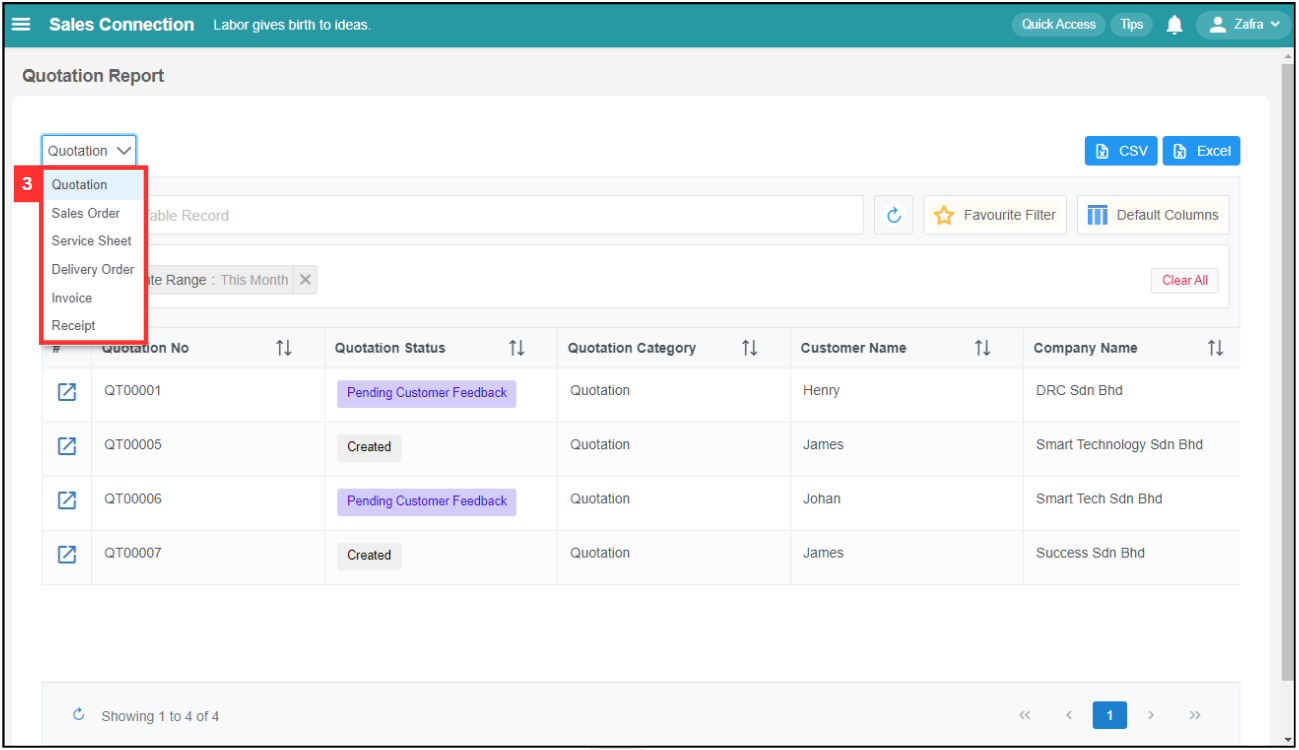 Sales Connection Labor gives birth to ideas. Quick Access Tips Zafra
Quotation Report
Quotation CSV Excel
3 Quotation
Sales Order Table Record Favourite Filter Default Columns
Service Sheet
Delivery Order Range : This Month Clear All
Invoice
Receipt
# Quotation No Quotation Status Quotation Category Customer Name Company Name
QT00001 Pending Customer Feedback Quotation Henry DRC Sdn Bhd
QT00005 Created Quotation James Smart Technology Sdn Bhd
QT00006 Pending Customer Feedback Quotation Johan Smart Tech Sdn Bhd
QT00007 Created Quotation James Success Sdn Bhd
Showing 1 to 4 of 4 << < 1 > >>